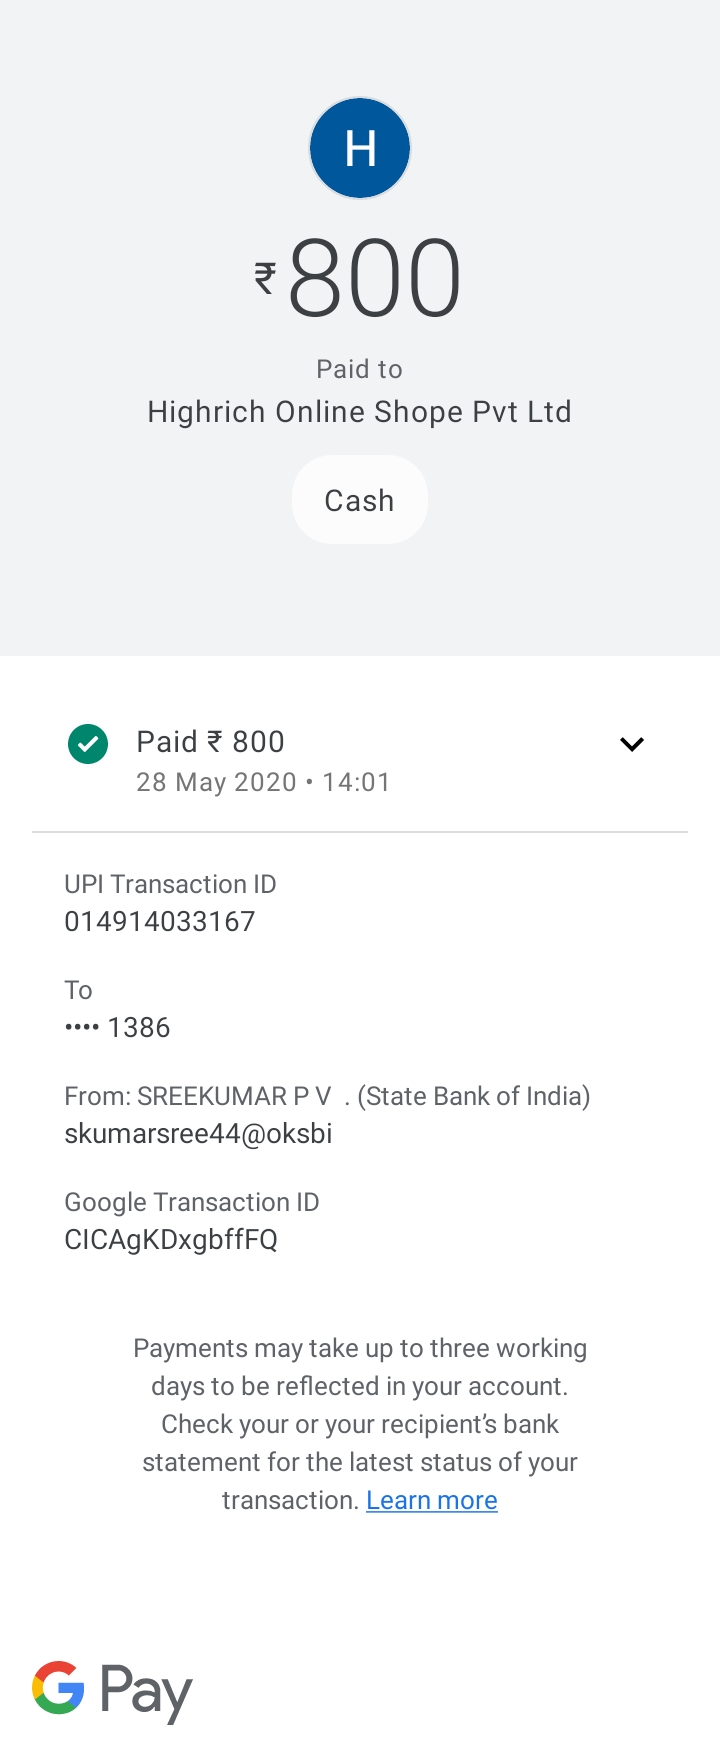 H
₹800
Paid to
Highrich Online Shope Pvt Ltd
Cash
Paid ₹ 800
28 May 2020 • 14:01
UPI Transaction ID
014914033167
To
•••• 1386
From: SREEKUMAR P V . (State Bank of India)
skumarsree44@oksbi
Google Transaction ID
CICAgKDxgbffFQ
Payments may take up to three working
days to be reflected in your account.
Check your or your recipient's bank
statement for the latest status of your
transaction. Learn more
G Pay